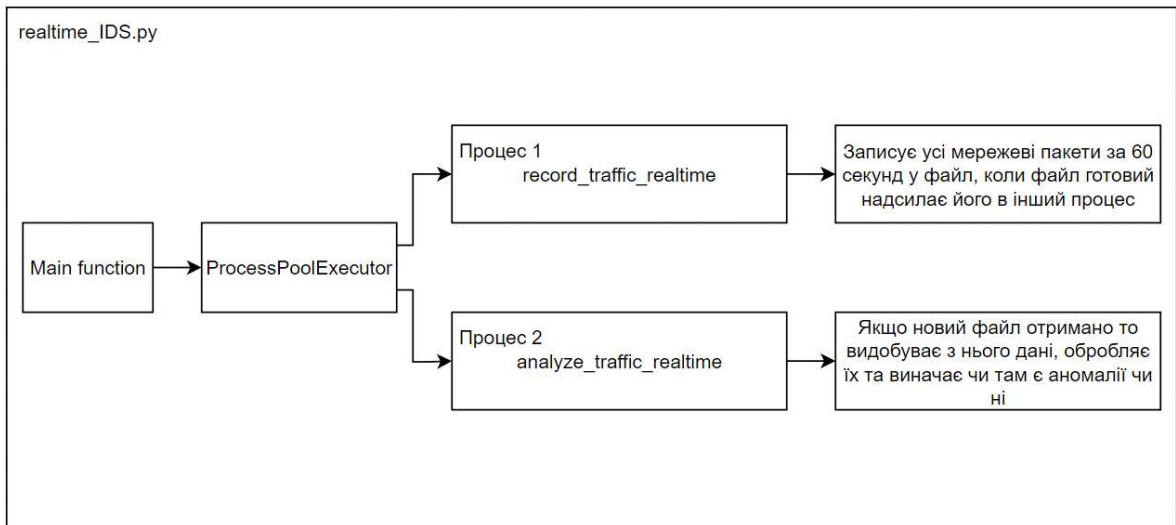 realtime_IDS.py
Процес 1
record_traffic_realtime
Записує усі мережеві пакети за 60
секунд у файл, коли файл готовий
надсилає його в інший процес
Main function
ProcessPoolExecutor
Процес 2
analyze_traffic_realtime
Якщо новий файл отримано то
видобуває з нього дані, обробляє
їх та виначає чи там є аномалії чи
ні